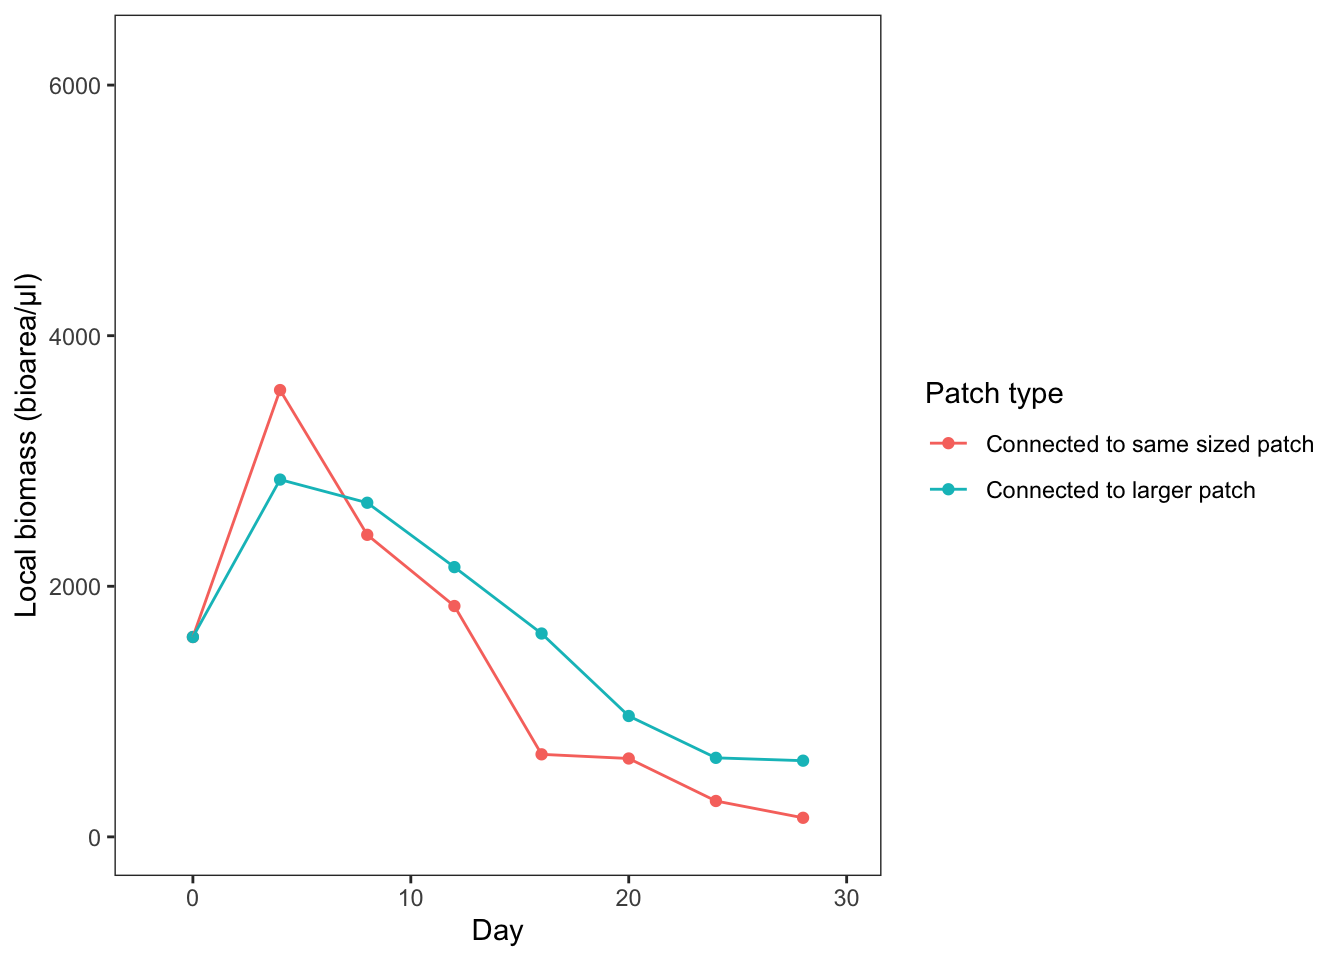 6000
4000
2000
0
Local biomass (bioarea/µl)
0 10 20 30
Day
Patch type
Connected to same sized patch
Connected to larger patch